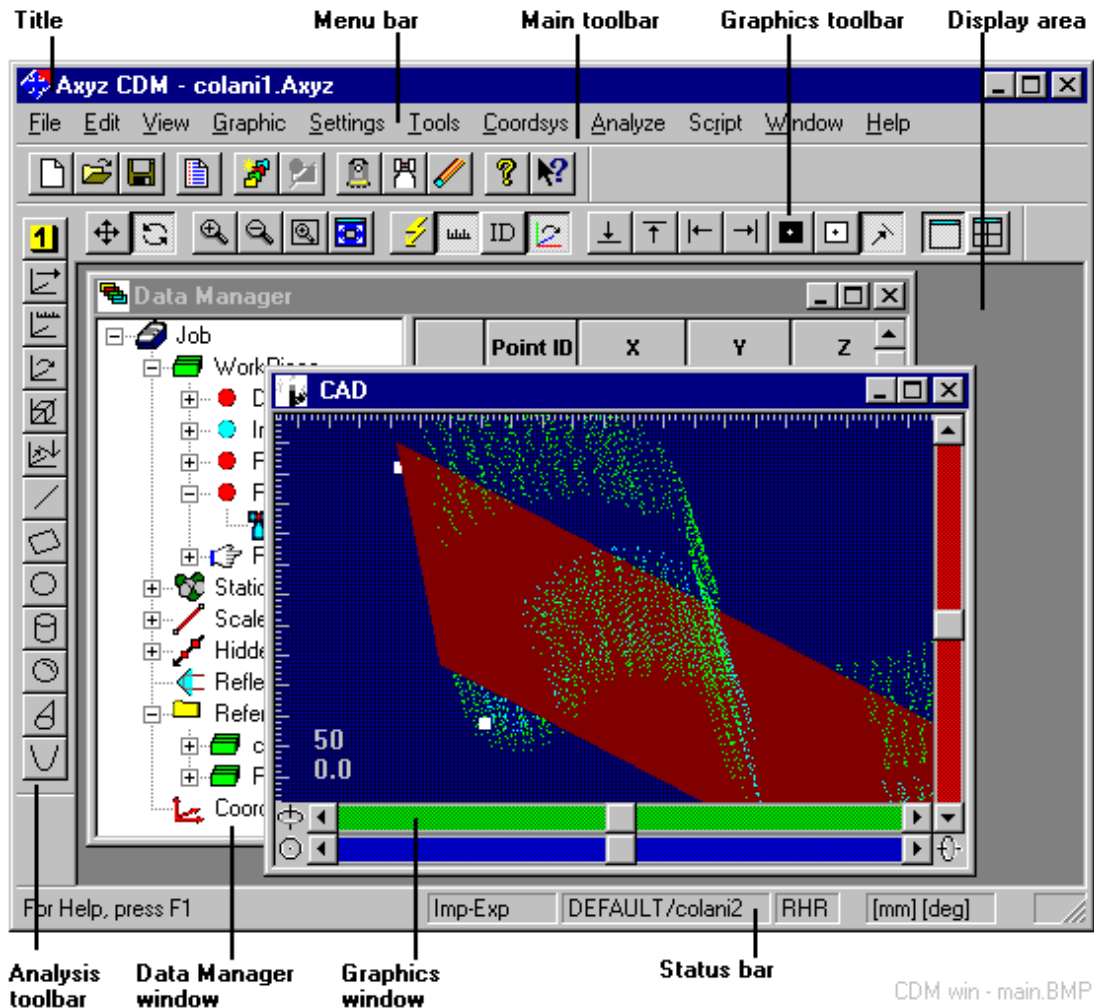 Title Menu bar Main toolbar Graphics toolbar Display area
Axyz CDM - colani1.Axyz
File Edit View Graphic Settings Tools Coordsys Analyze Script Window Help
1 ID
Data Manager
Job
Point ID X Y Z
CAD
50
0.0
For Help, press F1 Imp-Exp DEFAULT/colani2 RHR [mm] [deg]
Analysis toolbar
Data Manager window
Graphics window
Status bar
CDM win - main.BMP